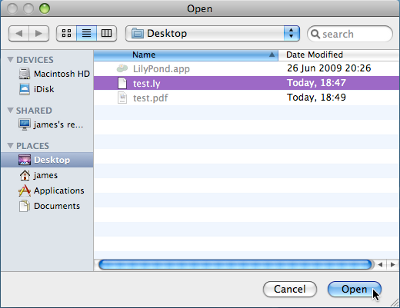 Open
Desktop
search
DEVICES
Macintosh HD
iDisk
SHARED
james's re...
PLACES
Desktop
james
Applications
Documents
Name Date Modified
LilyPond.app 26 Jun 2009 20:26
test.ly Today, 18:47
test.pdf Today, 18:49
Cancel Open